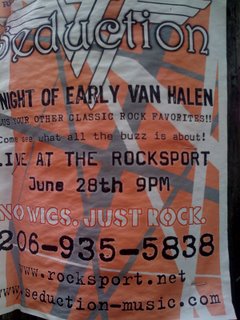 Seduction
NIGHT OF EARLY VAN HALEN
YOUR OTHER CLASSIC ROCK FAVORITES!!
Come see what all the buzz is about!
LIVE AT THE ROCKSPORT
June 28th 9PM
NO WIGS. JUST ROCK.
206-935-5838
www.rocksport.net
www.seduction-music.com